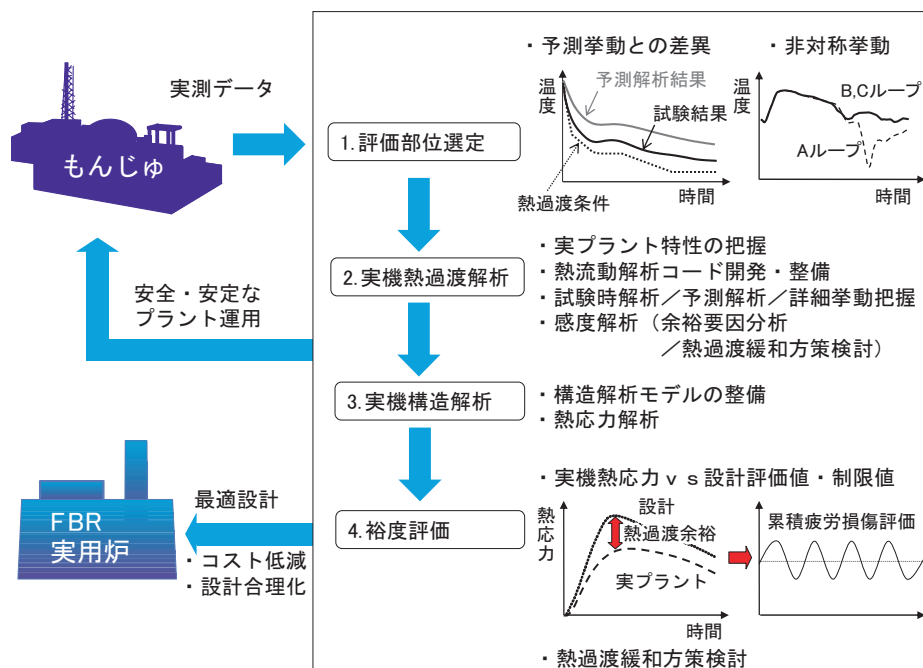 実測データ
もんじゅ
安全・安定な
プラント運用
FBR
実用炉
最適設計
・コスト低減
・設計合理化
1.評価部位選定
2.実機熱過渡解析
3.実機構造解析
4.裕度評価
・予測挙動との差異
温度
予測解析結果
試験結果
熱過渡条件
時間
・非対称挙動
温度
B,Cループ
Aループ
時間
・実プラント特性の把握
・熱流動解析コード開発・整備
・試験時解析／予測解析／詳細挙動把握
・感度解析（余裕要因分析
／熱過渡緩和方策検討）
・構造解析モデルの整備
・熱応力解析
・実機熱応力ｖｓ設計評価値・制限値
熱応力
設計
熱過渡余裕
実プラント
時間
累積疲労損傷評価
・熱過渡緩和方策検討